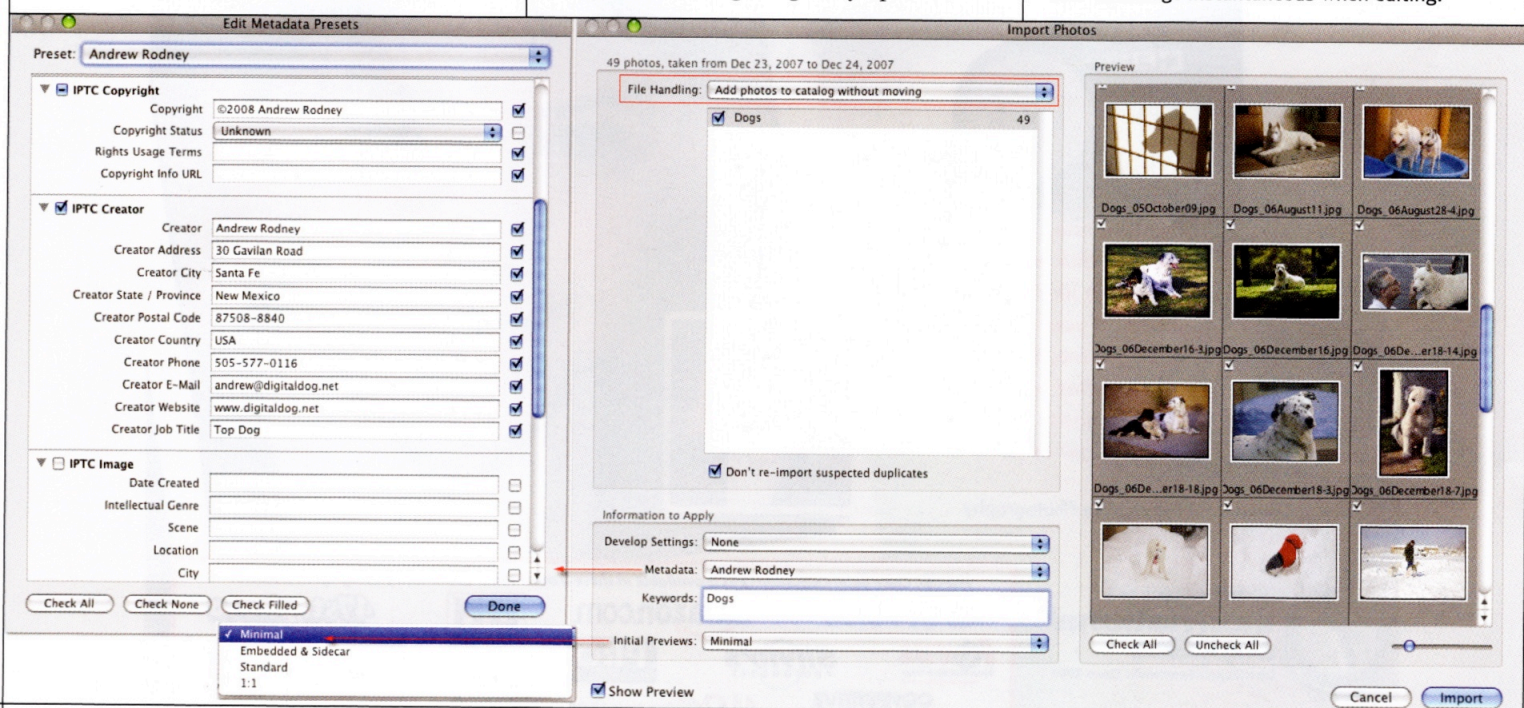 instantaneous when editing.
Edit Metadata Presets
Preset: Andrew Rodney
IPTC Copyright
Copyright ©2008 Andrew Rodney
Copyright Status Unknown
Rights Usage Terms
Copyright Info URL
IPTC Creator
Creator Andrew Rodney
Creator Address 30 Gavilan Road
Creator City Santa Fe
Creator State / Province New Mexico
Creator Postal Code 87508-8840
Creator Country USA
Creator Phone 505-577-0116
Creator E-Mail andrew@digitaldog.net
Creator Website www.digitaldog.net
Creator Job Title Top Dog
IPTC Image
Date Created
Intellectual Genre
Scene
Location
City
Check All Check None Check Filled Done
Minimal
Embedded & Sidecar
Standard
1:1
Import Photos
49 photos, taken from Dec 23, 2007 to Dec 24, 2007
File Handling: Add photos to catalog without moving
Dogs 49
Don't re-import suspected duplicates
Information to Apply
Develop Settings: None
Metadata: Andrew Rodney
Keywords: Dogs
Initial Previews: Minimal
Show Preview
Preview
Dogs_05October09.jpg Dogs_06August11.jpg Dogs_06August28-4.jpg
Dogs_06December16-3.jpg Dogs_06December16.jpg Dogs_06De...er18-14.jpg
Dogs_06De...er18-18.jpg Dogs_06December18-3.jpg Dogs_06December18-7.jpg
Check All Uncheck All
Cancel Import